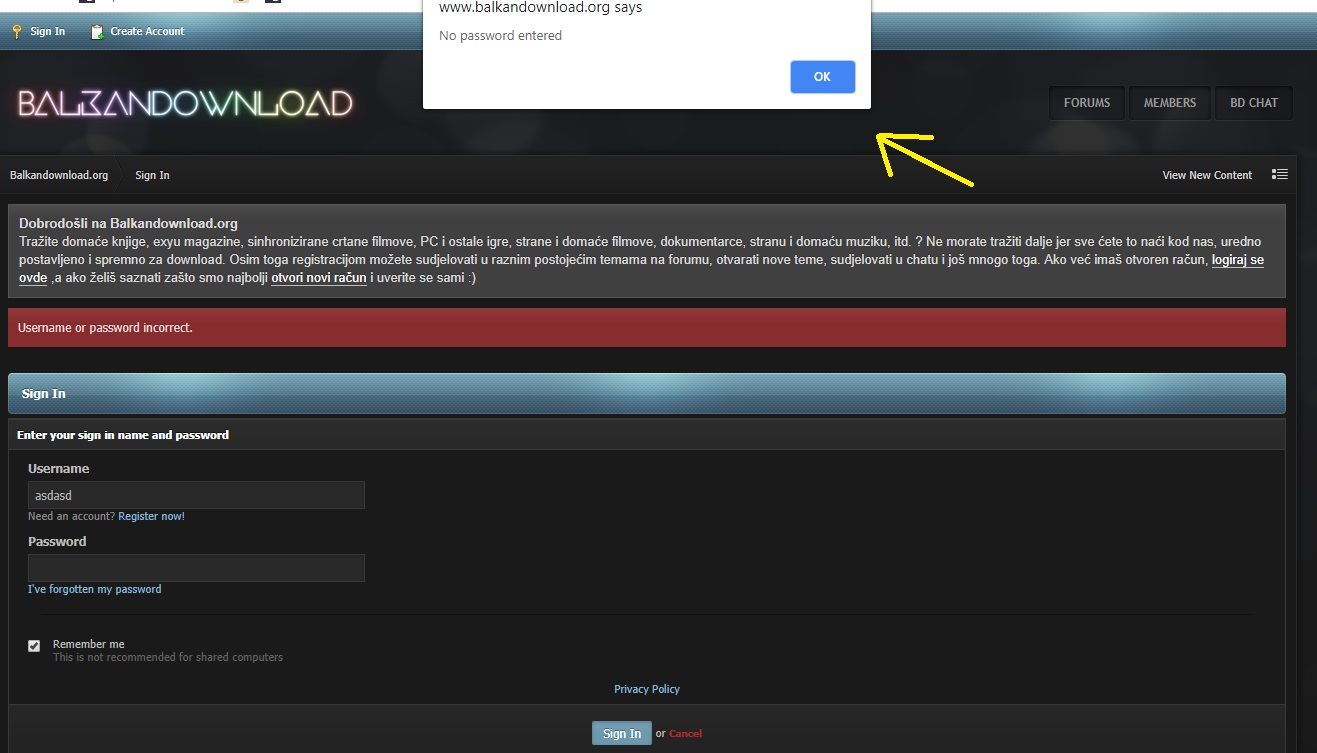 www.balkandownload.org says
No password entered
OK
Sign In
Create Account
BALKANDOWNLOAD
FORUMS
MEMBERS
BD CHAT
Balkandownload.org
Sign In
View New Content
Dobrodošli na Balkandownload.org
Tražite domaće knjige, exyu magazine, sinhronizirane crtane filmove, PC i ostale igre, strane i domaće filmove, dokumentarce, stranu i domaću muziku, itd. ? Ne morate tražiti dalje jer sve ćete to naći kod nas, uredno
postavljeno i spremno za download. Osim toga registracijom možete sudjelovati u raznim postojećim temama na forumu, otvarati nove teme, sudjelovati u chatu i još mnogo toga. Ako već imaš otvoren račun, logiraj se
ovde ,a ako želiš saznati zašto smo najbolji otvori novi račun i uverite se sami :)
Username or password incorrect.
Sign In
Enter your sign in name and password
Username
asdasd
Need an account? Register now!
Password
I've forgotten my password
Remember me
This is not recommended for shared computers
Privacy Policy
Sign In or Cancel